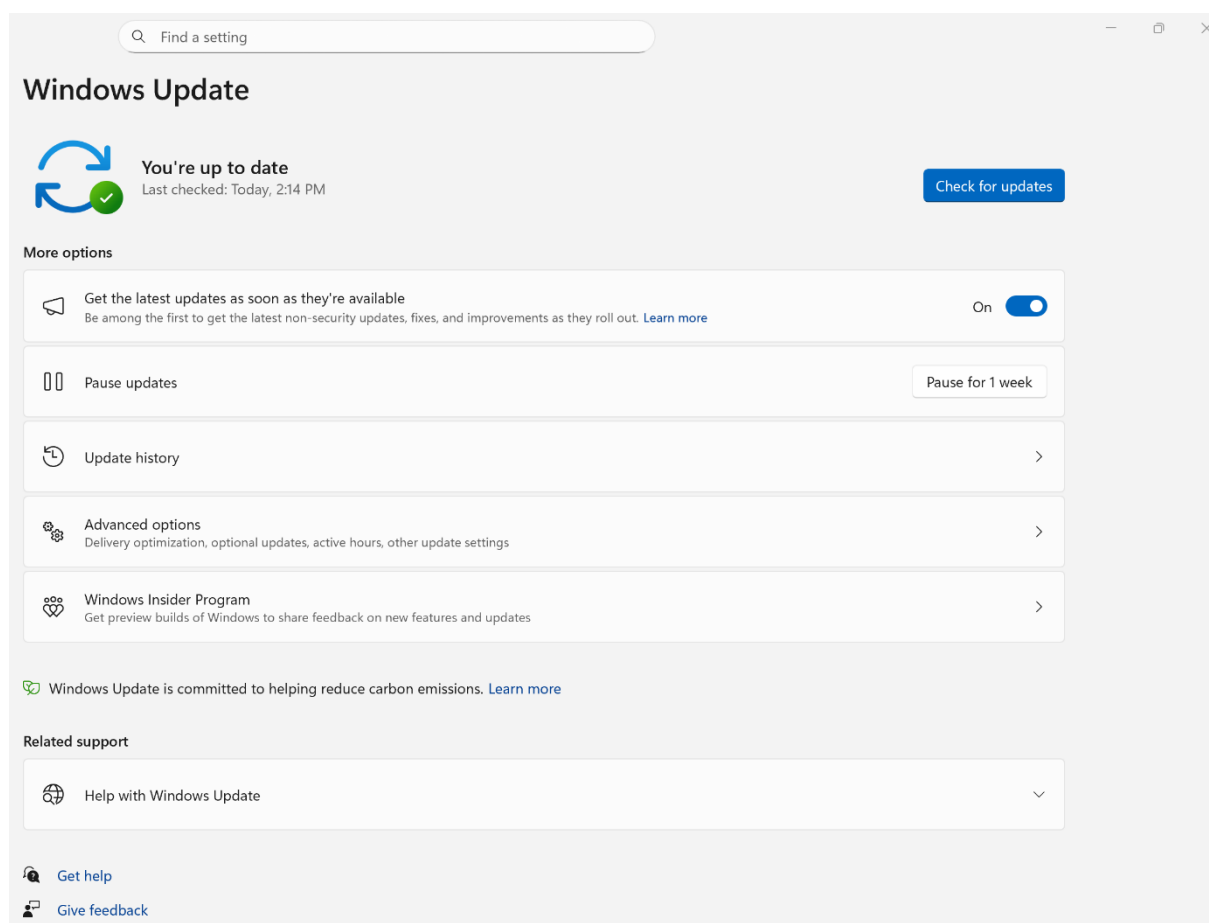 Find a setting
Windows Update
You're up to date
Last checked: Today, 2:14 PM
Check for updates
More options
Get the latest updates as soon as they're available
Be among the first to get the latest non-security updates, fixes, and improvements as they roll out. Learn more
On
Pause updates
Pause for 1 week
Update history
Advanced options
Delivery optimization, optional updates, active hours, other update settings
Windows Insider Program
Get preview builds of Windows to share feedback on new features and updates
Windows Update is committed to helping reduce carbon emissions. Learn more
Related support
Help with Windows Update
Get help
Give feedback